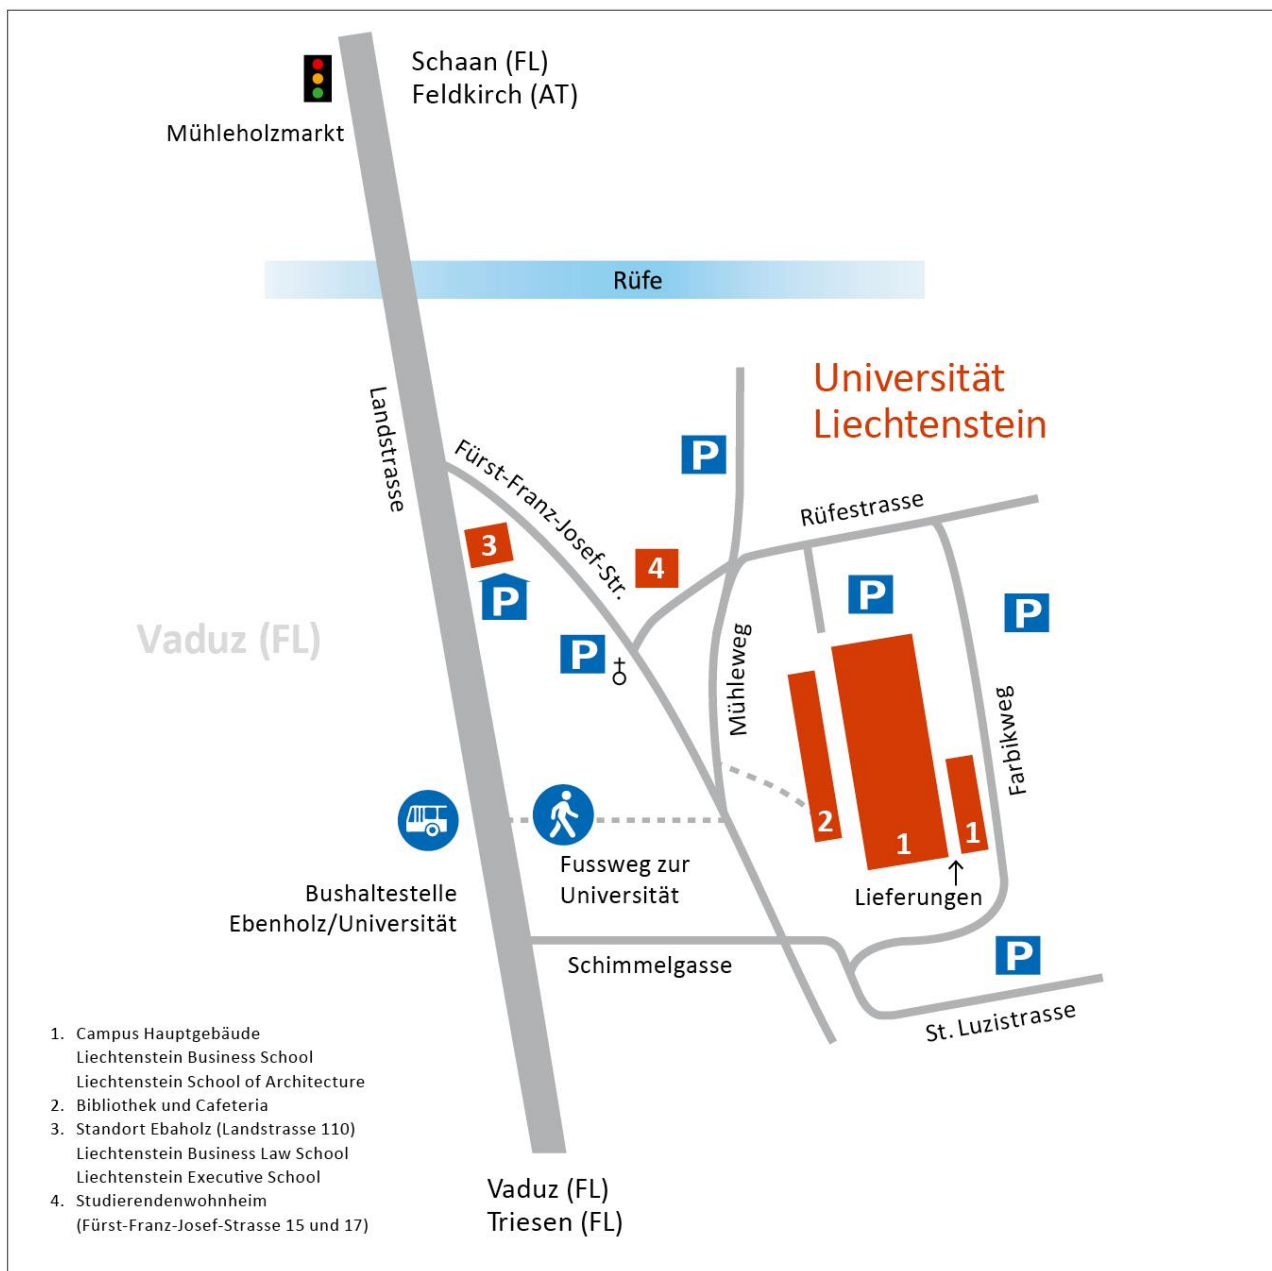 Schaan (FL)
Feldkirch (AT)
Mühleholzmarkt
Rüfe
Universität
Liechtenstein
Landstrasse
Fürst-Franz-Josef-Str.
P
Rüfestrasse
3
4
P
P
P
Vaduz (FL)
P
Mühleweg
Farbikweg
2
1
1
Fussweg zur
Universität
Lieferungen
Bushaltestelle
Ebenholz/Universität
Schimmelgasse
P
St. Luzistrasse
1. Campus Hauptgebäude
Liechtenstein Business School
Liechtenstein School of Architecture
2. Bibliothek und Cafeteria
3. Standort Ebaholz (Landstrasse 110)
Liechtenstein Business Law School
Liechtenstein Executive School
4. Studierendenwohnheim
(Fürst-Franz-Josef-Strasse 15 und 17)
Vaduz (FL)
Triesen (FL)